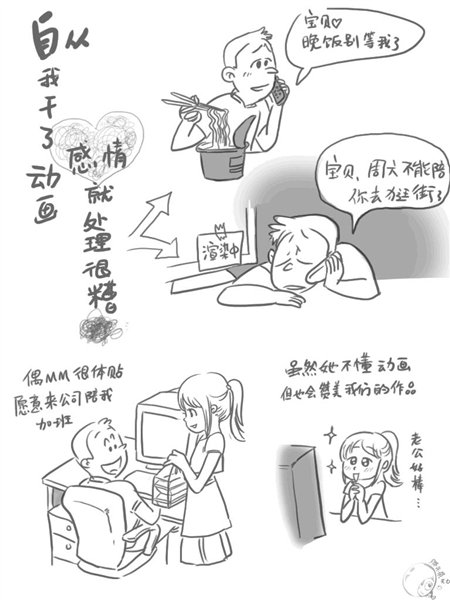 自从
我干了动画
感情
就处理很糟
宝贝♡
晚饭别等我了
宝贝,周六不能陪
你去逛街了
渲染中
偶MM很体贴
愿意来公司陪我
加班
虽然她不懂动画
但也会赞美我们的作品
老公好棒…